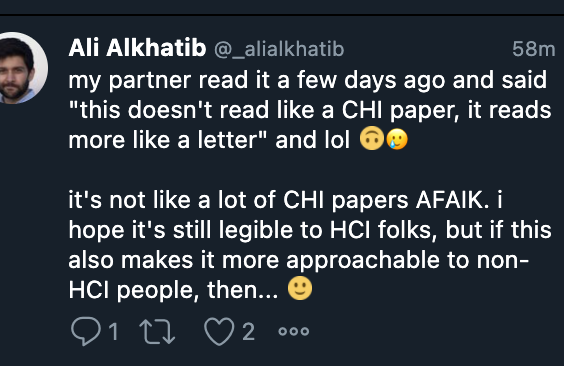 Ali Alkhatib @_alialkhatib 58m
my partner read it a few days ago and said
"this doesn't read like a CHI paper, it reads
more like a letter" and lol 🙃🥲
it's not like a lot of CHI papers AFAIK. i
hope it's still legible to HCI folks, but if this
also makes it more approachable to non-
HCI people, then... 🙂
1 2